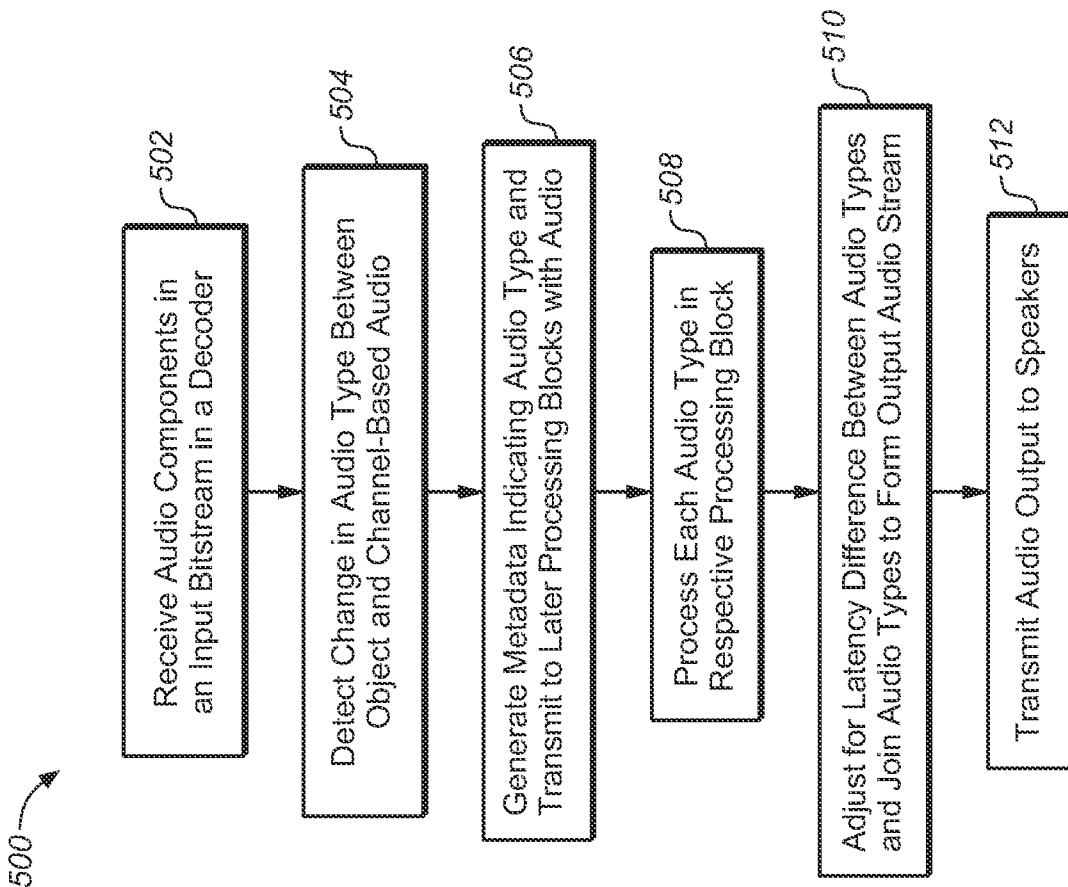 500
502
Receive Audio Components in
an Input Bitstream in a Decoder
504
Detect Change in Audio Type Between
Object and Channel-Based Audio
506
Generate Metadata Indicating Audio Type and
Transmit to Later Processing Blocks with Audio
508
Process Each Audio Type in
Respective Processing Block
510
Adjust for Latency Difference Between Audio Types
and Join Audio Types to Form Output Audio Stream
512
Transmit Audio Output to Speakers